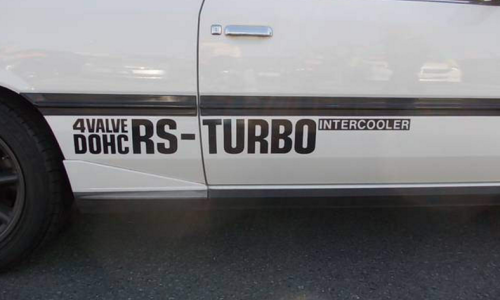 4VALVE
DOHC RS-TURBO INTERCOOLER